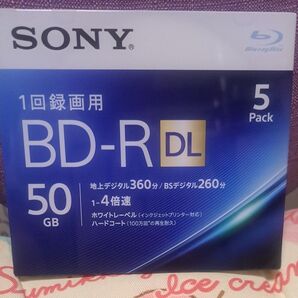 SONY®
Blu-ray Disc
1回録画用
5
Pack
BD-R DL
50
GB
地上デジタル360分/BSデジタル260分
1-4倍速
ホワイトレーベル(インクジェットプリンター対応)
ハードコート(100万回*の再生耐久)
Sumikko
Ice cream